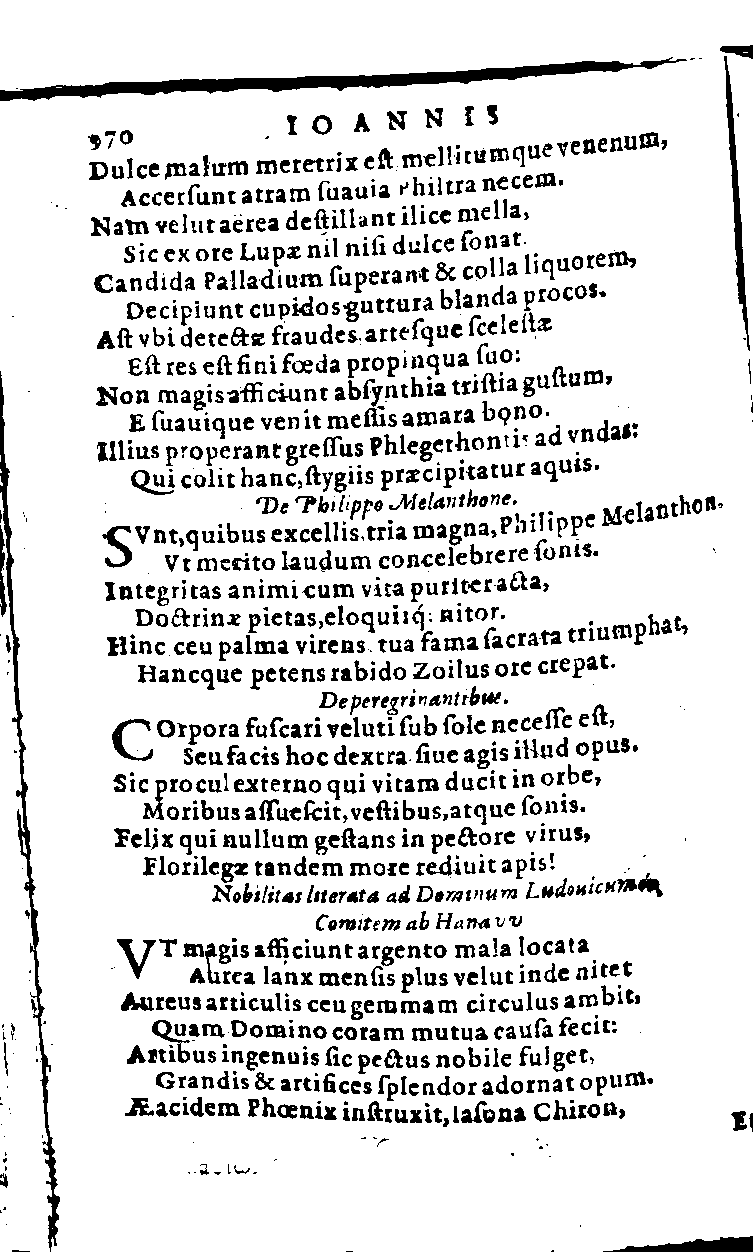 970 IOANNIS
Dulce malum meretrix eſt mellitumque venenum,
Accerſunt atram ſuauia Philtra necem.
Nam velut aërea deſtillant ilice mella,
Sic ex ore Lupæ nil niſi dulce ſonat.
Candida Palladium ſuperant & colla liquorem,
Decipiunt cupidos guttura blanda procos.
Aſt vbi detectæ fraudes, arteſque ſceleſtæ
Eſt res eſt fini fœda propinqua ſuo:
Non magis afficiunt abſynthia triſtia guſtum,
E ſuauique venit meſſis amara bono.
Illius properant greſſus Phlegethontis ad vndas:
Qui colit hanc, ſtygiis præcipitatur aquis.
De Philippo Melanthone.
SVnt, quibus excellis, tria magna, Philippe Melanthon,
Vt merito laudum concelebrere ſonis.
Integritas animi cum vita puriter acta,
Doctrinæ pietas, eloquiiq́; nitor.
Hinc ceu palma virens tua fama ſacrata triumphat,
Hancque petens rabido Zoilus ore crepat.
De peregrinantibus.
COrpora fuſcari veluti ſub ſole neceſſe eſt,
Seu facis hoc dextra ſiue agis illud opus.
Sic procul externo qui vitam ducit in orbe,
Moribus aſſueſcit, veſtibus, atque ſonis.
Felix qui nullum geſtans in pectore virus,
Florilegæ tandem more rediuit apis!
Nobilitas literata ad Dominum Ludouicum
Comitem ab Hanavv
VT magis afficiunt argento mala locata
Aurea lanx menſis plus velut inde nitet
Aureus articulis ceu gemmam circulus ambit,
Quam Domino coram mutua cauſa fecit:
Artibus ingenuis ſic pectus nobile fulget,
Grandis & artifices ſplendor adornat opum.
Æacidem Phœnix inſtruxit, Iaſona Chiron,